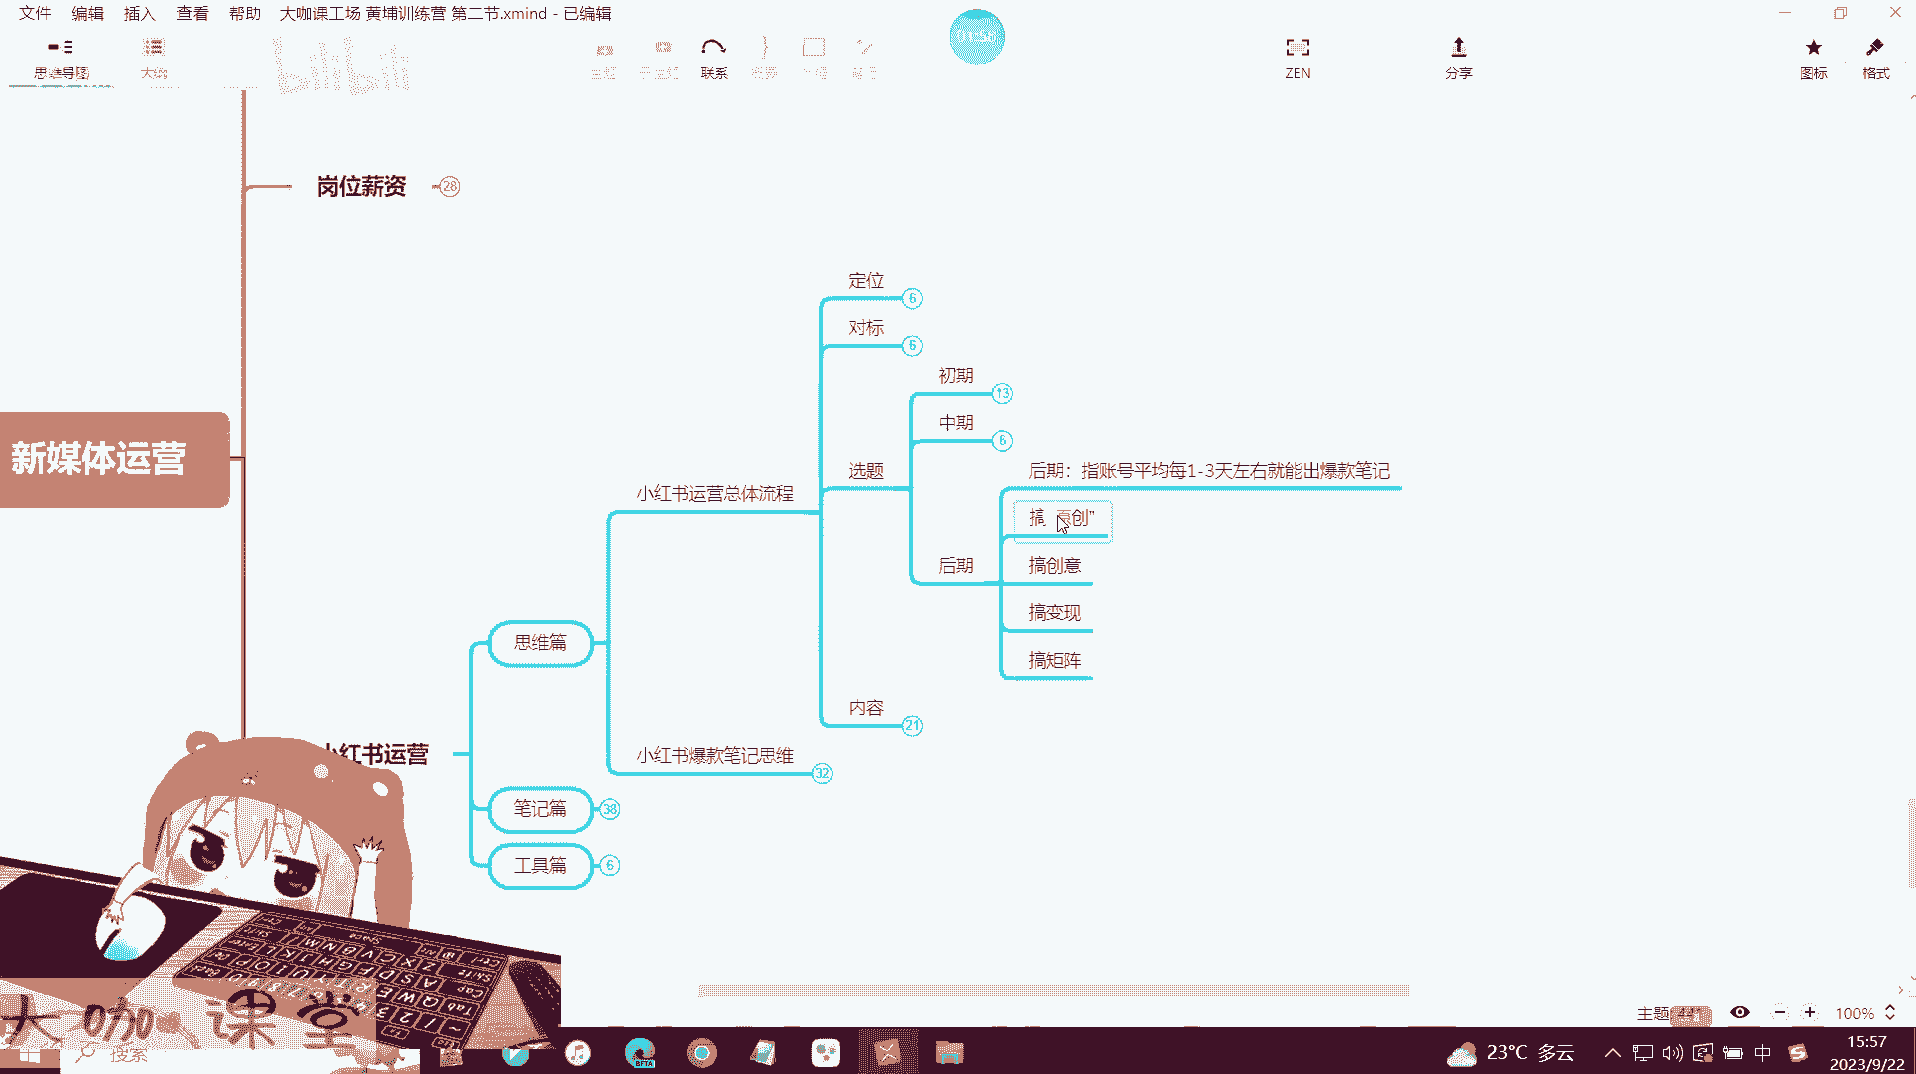 文件 编辑 插入 查看 帮助 大咖课工场 黄埔训练营 第二节.xmind - 已编辑
思维导图 大纲 联系 ZEN 分享 图标 格式
bilibili
岗位薪资 28
定位 6
对标 6
初期 13
中期 6
新媒体运营
选题
后期：指账号平均每1-3天左右就能出爆款笔记
小红书运营总体流程
搞 原创”
后期
搞创意
搞变现
思维篇
搞矩阵
内容 21
小红书运营
小红书爆款笔记思维 32
笔记篇 38
工具篇 6
大咖课堂
主题 100%
搜索
23°C 多云
中
15:57
2023/9/22